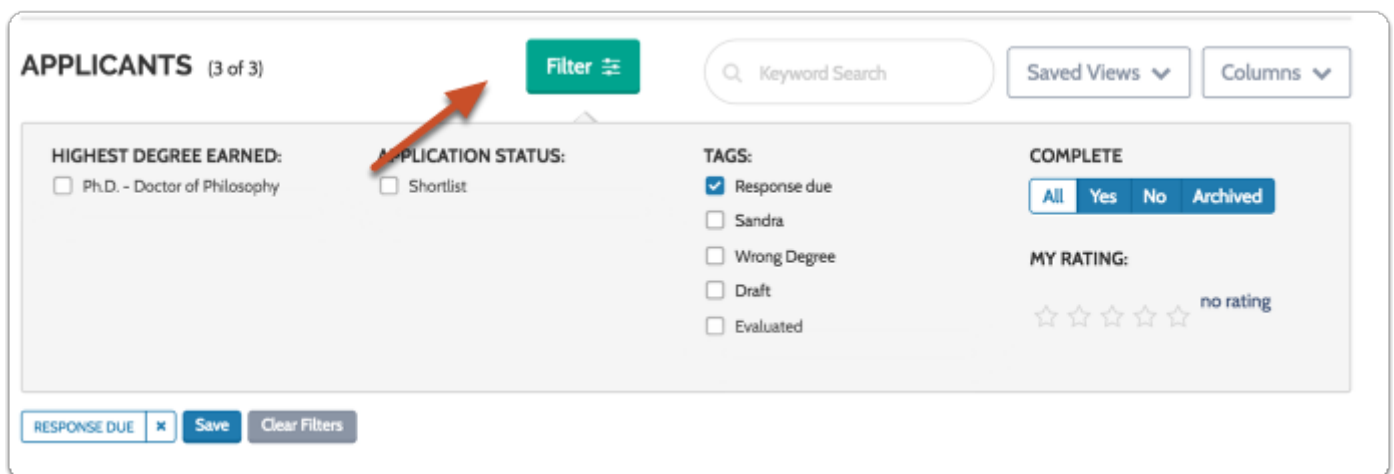 APPLICANTS (3 of 3)
Filter
Keyword Search
Saved Views
Columns
HIGHEST DEGREE EARNED:
Ph.D. - Doctor of Philosophy
APPLICATION STATUS:
Shortlist
TAGS:
Response due
Sandra
Wrong Degree
Draft
Evaluated
COMPLETE
All Yes No Archived
MY RATING:
no rating
RESPONSE DUE
Save
Clear Filters